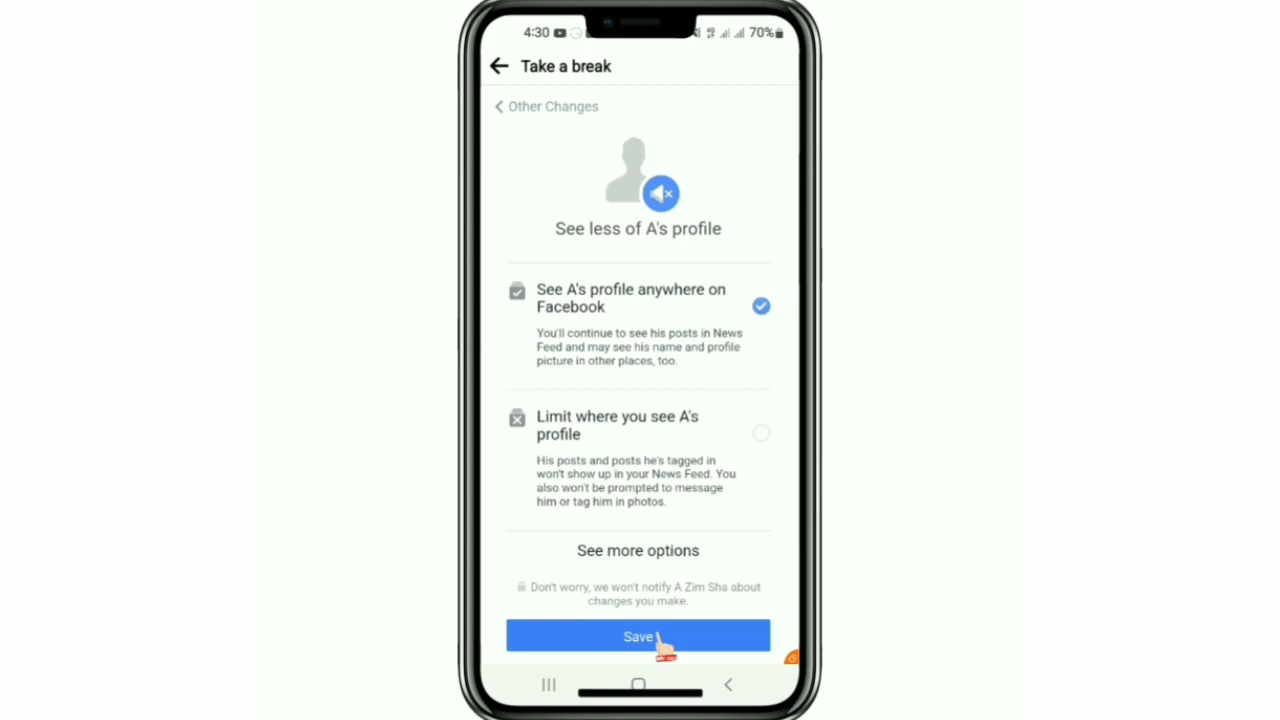 4:30 70%
Take a break
Other Changes
See less of A's profile
See A's profile anywhere on
Facebook
You'll continue to see his posts in News
Feed and may see his name and profile
picture in other places, too.
Limit where you see A's
profile
His posts and posts he's tagged in
won't show up in your News Feed. You
also won't be prompted to message
him or tag him in photos.
See more options
Don't worry, we won't notify A Zim Sha about
changes you make.
Save